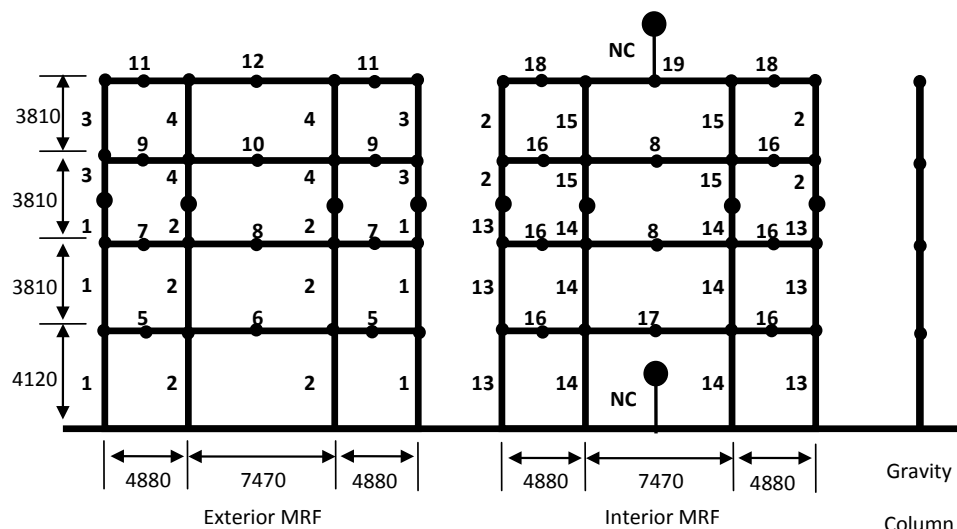 NC
11 12 11 18 19 18
3810
3 4 4 3 2 15 15 2
9 10 9 16 8 16
3 4 4 3 2 15 15 2
3810
1 2 2 1 13 14 14 13
7 8 7 16 8 16
3810
1 2 2 1 13 14 14 13
5 6 5 16 17 16
4120
1 2 2 1 13 14 14 13
NC
4880 7470 4880 4880 7470 4880
Gravity
Exterior MRF Interior MRF
Column